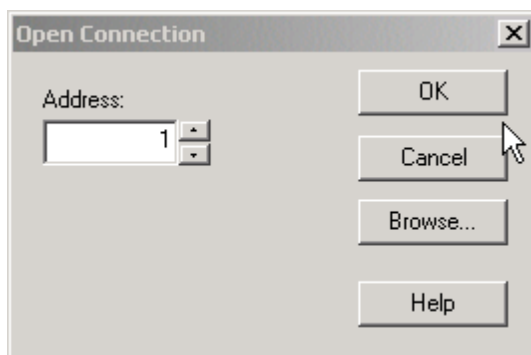 Open Connection
Address:
1
OK
Cancel
Browse...
Help